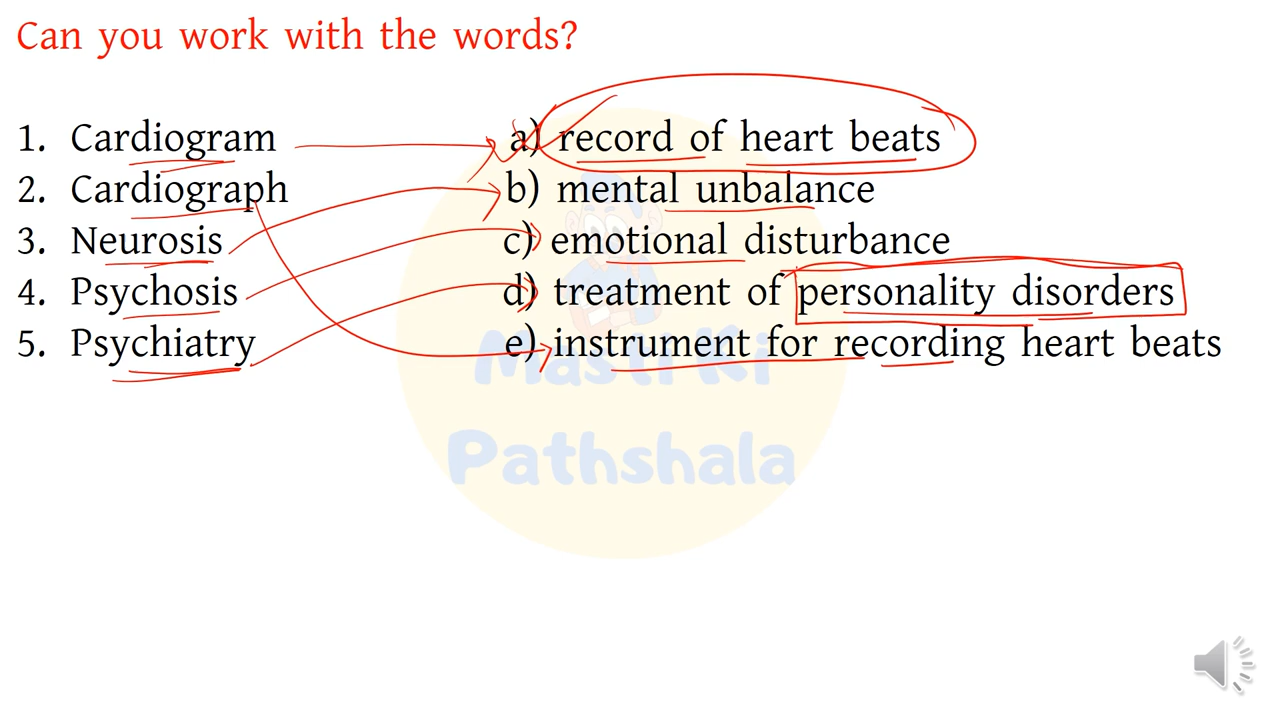 Can you work with the words?
1. Cardiogram a) record of heart beats
2. Cardiograph b) mental unbalance
3. Neurosis c) emotional disturbance
4. Psychosis d) treatment of personality disorders
5. Psychiatry e) instrument for recording heart beats
Masti Ki
Pathshala